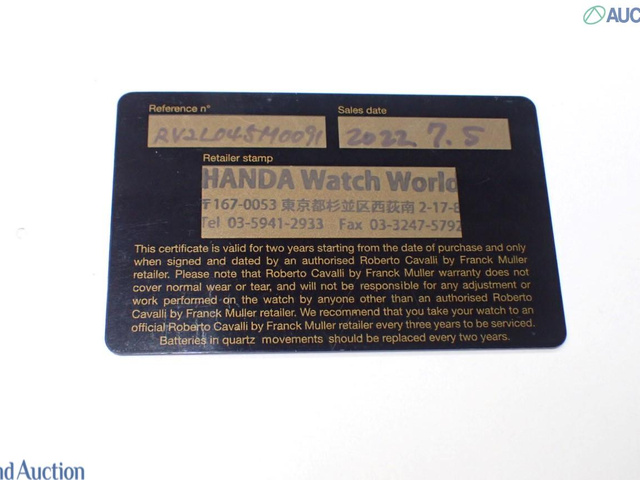 AUC
Reference n° Sales date
RV2L045M0091 2022 7.5
Retailer stamp
HANDA Watch World
〒167-0053 東京都杉並区西荻南 2-17-8
Tel 03-5941-2933 Fax 03-3247-5792
This certificate is valid for two years starting from the date of purchase and only
when signed and dated by an authorised Roberto Cavalli by Franck Muller
retailer. Please note that Roberto Cavalli by Franck Muller warranty does not
cover normal wear or tear, and will not be responsible for any adjustment or
work performed on the watch by anyone other than an authorised Roberto
Cavalli by Franck Muller retailer. We recommend that you take your watch to an
official Roberto Cavalli by Franck Muller retailer every three years to be serviced.
Batteries in quartz movements should be replaced every two years.
nd Auction